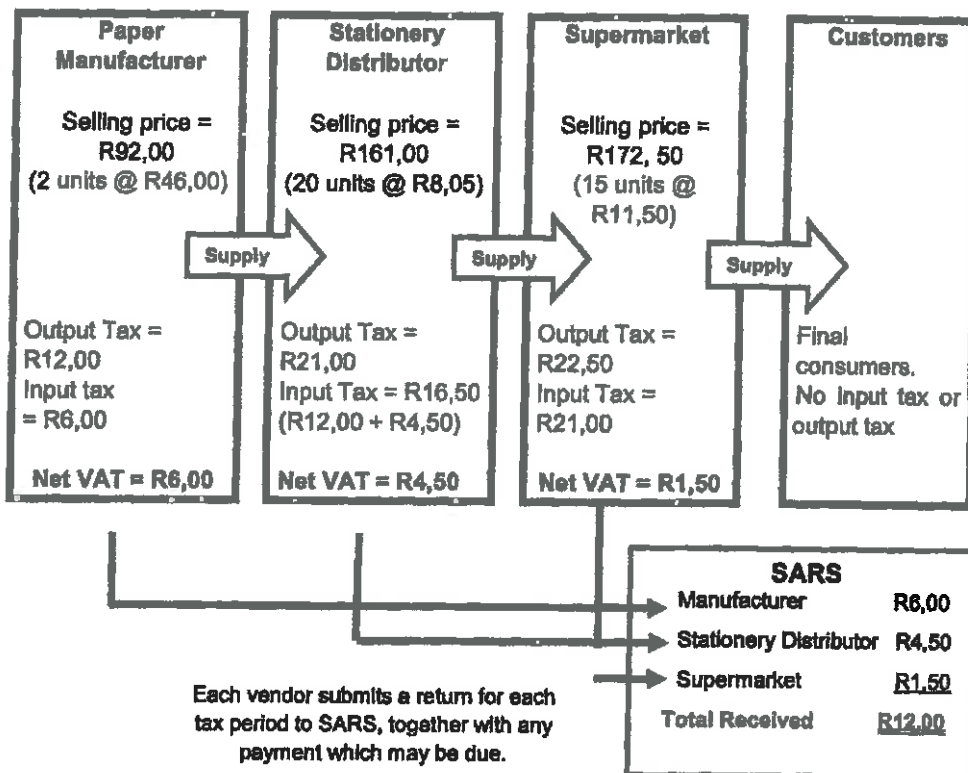 Paper
Manufacturer
Selling price =
R92,00
(2 units @ R46,00)
Supply
Output Tax =
R12,00
Input tax
= R6,00
Net VAT = R6,00
Stationery
Distributor
Selling price =
R161,00
(20 units @ R8,05)
Supply
Output Tax =
R21,00
Input Tax = R16,50
(R12,00 + R4,50)
Net VAT = R4,50
Supermarket
Selling price =
R172, 50
(15 units @
R11,50)
Supply
Output Tax =
R22,50
Input Tax =
R21,00
Net VAT = R1,50
Customers
Final
consumers.
No input tax or
output tax
SARS
Manufacturer R6,00
Stationery Distributor R4,50
Supermarket R1,50
Total Received R12,00
Each vendor submits a return for each
tax period to SARS, together with any
payment which may be due.